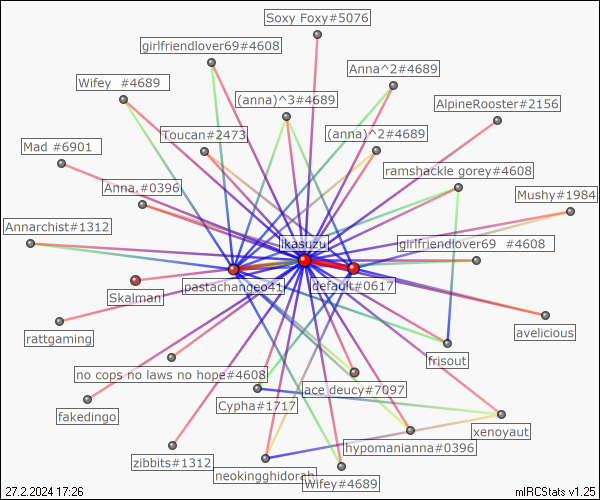 Soxy Foxy#5076
girlfriendlover69#4608
Anna^2#4689
Wifey #4689
(anna)^3#4689
AlpineRooster#2156
Toucan#2473
(anna)^2#4689
Mad #6901
ramshackle gorey#4608
Anna.#0396
Mushy#1984
Annarchist#1312
ikasuzu
girlfriendlover69 #4608
pastachangeo41
default#0617
Skalman
rattgaming
avelicious
frisout
no cops no laws no hope#4608
ace deucy#7097
fakedingo
Cypha#1717
xenoyaut
hypomanianna#0396
zibbits#1312
neokingghidorah
Wifey#4689
27.2.2024 17:26
mIRCStats v1.25